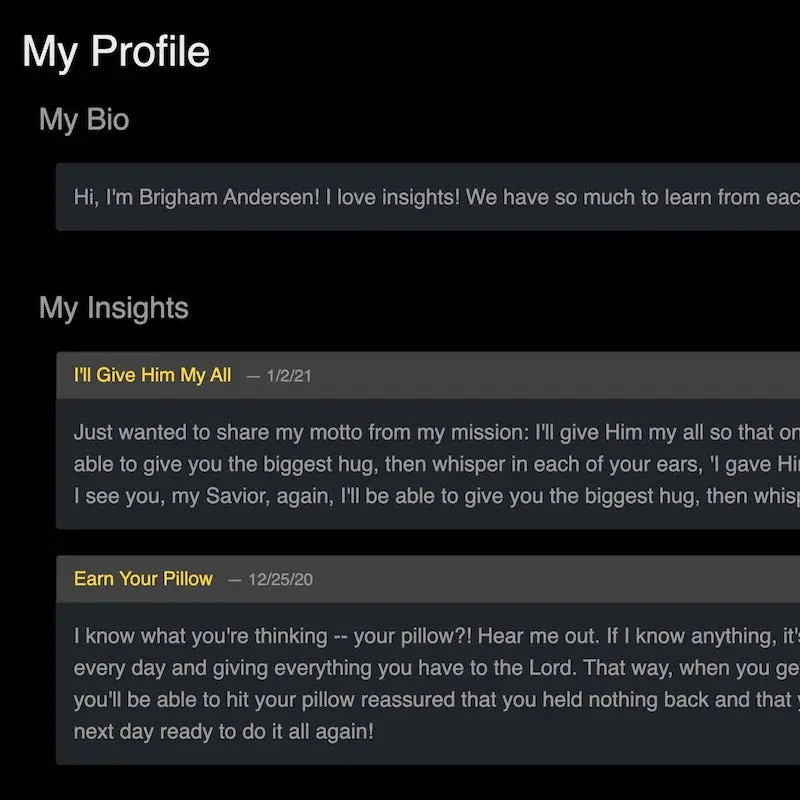 My Profile
My Bio
Hi, I'm Brigham Andersen! I love insights! We have so much to learn from eac
My Insights
I'll Give Him My All — 1/2/21
Just wanted to share my motto from my mission: I'll give Him my all so that on
able to give you the biggest hug, then whisper in each of your ears, 'I gave Hi
I see you, my Savior, again, I'll be able to give you the biggest hug, then whisp
Earn Your Pillow — 12/25/20
I know what you're thinking -- your pillow?! Hear me out. If I know anything, it's
every day and giving everything you have to the Lord. That way, when you ge
you'll be able to hit your pillow reassured that you held nothing back and that y
next day ready to do it all again!